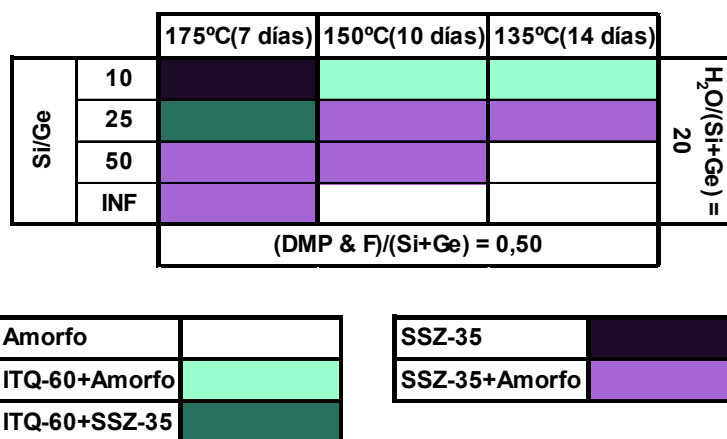 175ºC(7 días) 150ºC(10 días) 135ºC(14 días)
Si/Ge
10
25
50
INF
H₂O/(Si+Ge) =
20
(DMP & F)/(Si+Ge) = 0,50
Amorfo
ITQ-60+Amorfo
ITQ-60+SSZ-35
SSZ-35
SSZ-35+Amorfo